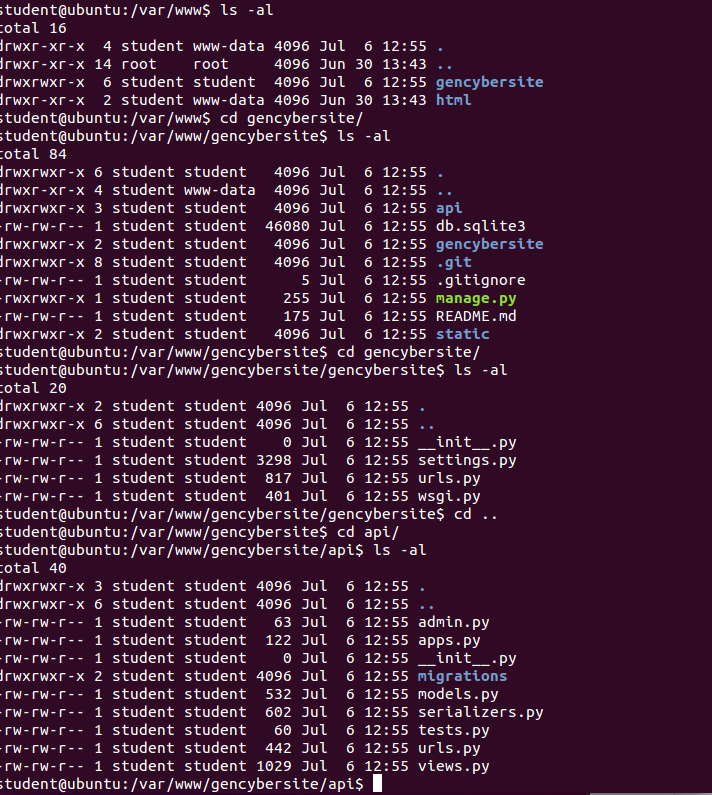 student@ubuntu:/var/www$ ls -al
total 16
drwxr-xr-x  4 student www-data 4096 Jul  6 12:55 .
drwxr-xr-x 14 root    root     4096 Jun 30 13:43 ..
drwxr-xr-x  6 student student  4096 Jul  6 12:55 gencybersite
drwxr-xr-x  2 student www-data 4096 Jun 30 13:43 html
student@ubuntu:/var/www$ cd gencybersite/
student@ubuntu:/var/www/gencybersite$ ls -al
total 84
drwxrwxr-x 6 student student   4096 Jul  6 12:55 .
drwxr-xr-x 4 student www-data  4096 Jul  6 12:55 ..
drwxrwxr-x 3 student student   4096 Jul  6 12:55 api
-rw-rw-r-- 1 student student  46080 Jul  6 12:55 db.sqlite3
drwxrwxr-x 2 student student   4096 Jul  6 12:55 gencybersite
drwxrwxr-x 8 student student   4096 Jul  6 12:55 .git
-rw-rw-r-- 1 student student      5 Jul  6 12:55 .gitignore
-rwxrwxr-x 1 student student    255 Jul  6 12:55 manage.py
-rw-rw-r-- 1 student student    175 Jul  6 12:55 README.md
drwxrwxr-x 2 student student   4096 Jul  6 12:55 static
student@ubuntu:/var/www/gencybersite$ cd gencybersite/
student@ubuntu:/var/www/gencybersite/gencybersite$ ls -al
total 20
drwxrwxr-x 2 student student 4096 Jul  6 12:55 .
drwxrwxr-x 6 student student 4096 Jul  6 12:55 ..
-rw-rw-r-- 1 student student    0 Jul  6 12:55 __init__.py
-rw-rw-r-- 1 student student 3298 Jul  6 12:55 settings.py
-rw-rw-r-- 1 student student  817 Jul  6 12:55 urls.py
-rw-rw-r-- 1 student student  401 Jul  6 12:55 wsgi.py
student@ubuntu:/var/www/gencybersite/gencybersite$ cd ..
student@ubuntu:/var/www/gencybersite$ cd api/
student@ubuntu:/var/www/gencybersite/api$ ls -al
total 40
drwxrwxr-x 3 student student 4096 Jul  6 12:55 .
drwxrwxr-x 6 student student 4096 Jul  6 12:55 ..
-rw-rw-r-- 1 student student   63 Jul  6 12:55 admin.py
-rw-rw-r-- 1 student student  122 Jul  6 12:55 apps.py
-rw-rw-r-- 1 student student    0 Jul  6 12:55 __init__.py
drwxrwxr-x 2 student student 4096 Jul  6 12:55 migrations
-rw-rw-r-- 1 student student  532 Jul  6 12:55 models.py
-rw-rw-r-- 1 student student  602 Jul  6 12:55 serializers.py
-rw-rw-r-- 1 student student   60 Jul  6 12:55 tests.py
-rw-rw-r-- 1 student student  442 Jul  6 12:55 urls.py
-rw-rw-r-- 1 student student 1029 Jul  6 12:55 views.py
student@ubuntu:/var/www/gencybersite/api$